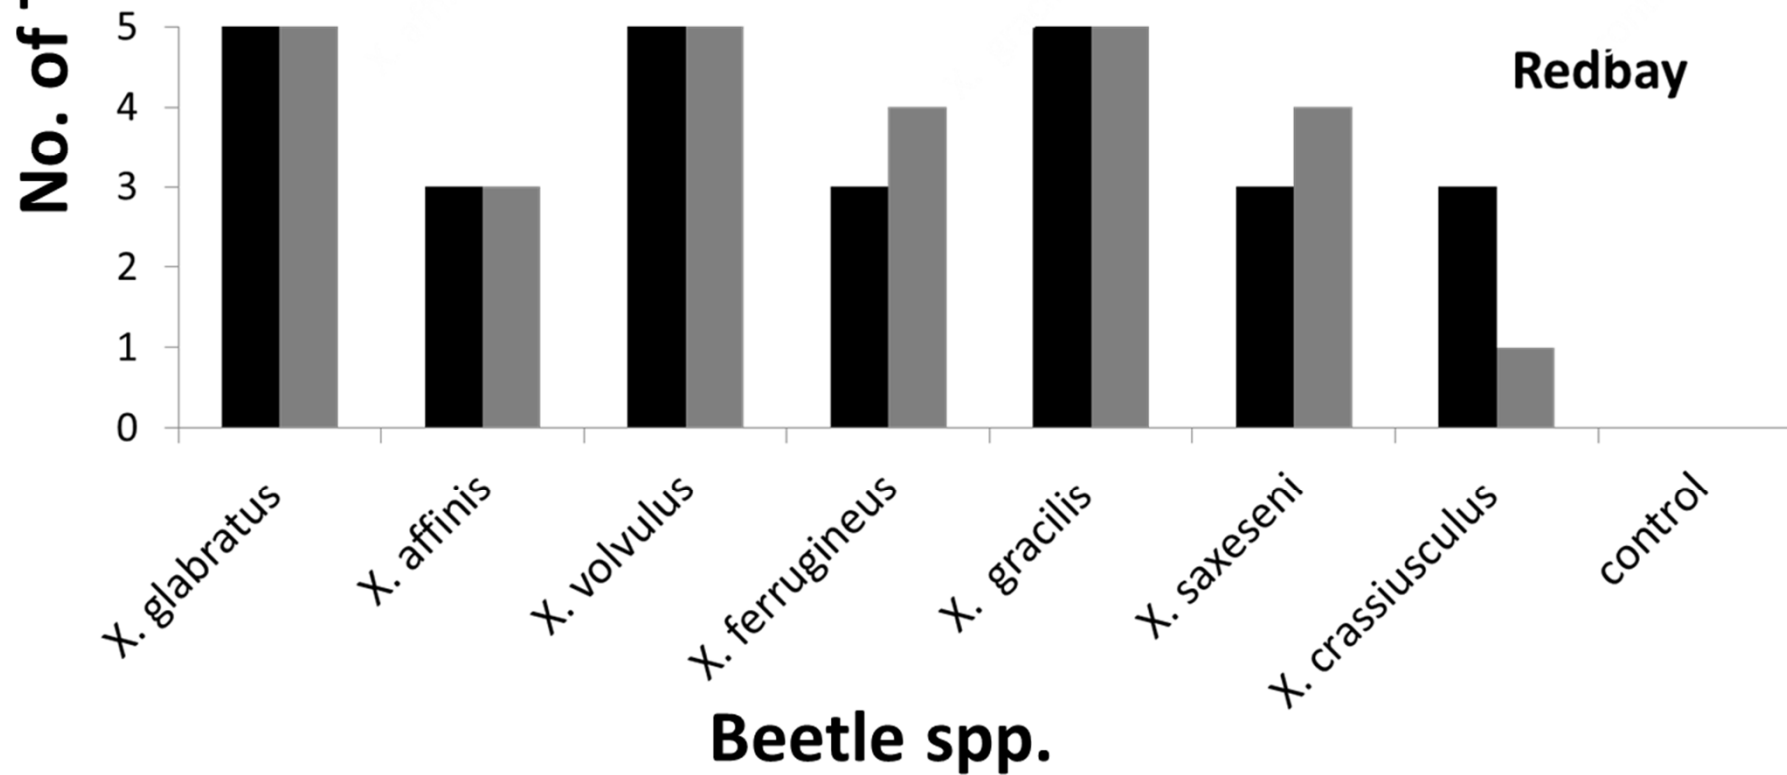 No. of
5
4
3
2
1
0
Redbay
X. glabratus
X. affinis
X. volvulus
X. ferrugineus
X. gracilis
X. saxeseni
X. crassiusculus
control
Beetle spp.